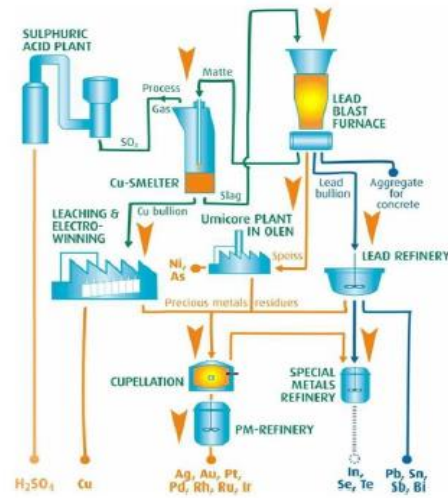 SULPHURIC
ACID PLANT
Process
Gas
Matte
SO₂
LEAD
BLAST
FURNACE
Cu-SMELTER
Slag
Cu bullion
LEACHING &
ELECTRO-
WINNING
Umicore PLANT
IN OLEN
Lead
bullion
Aggregate
for
concrete
Speiss
Ni,
As
LEAD REFINERY
Precious metals residues
CUPELLATION
SPECIAL
METALS
REFINERY
PM-REFINERY
H₂SO₄
Cu
Ag, Au, Pt,
Pd, Rh, Ru, Ir
In,
Se, Te
Pb, Sn,
Sb, Bi